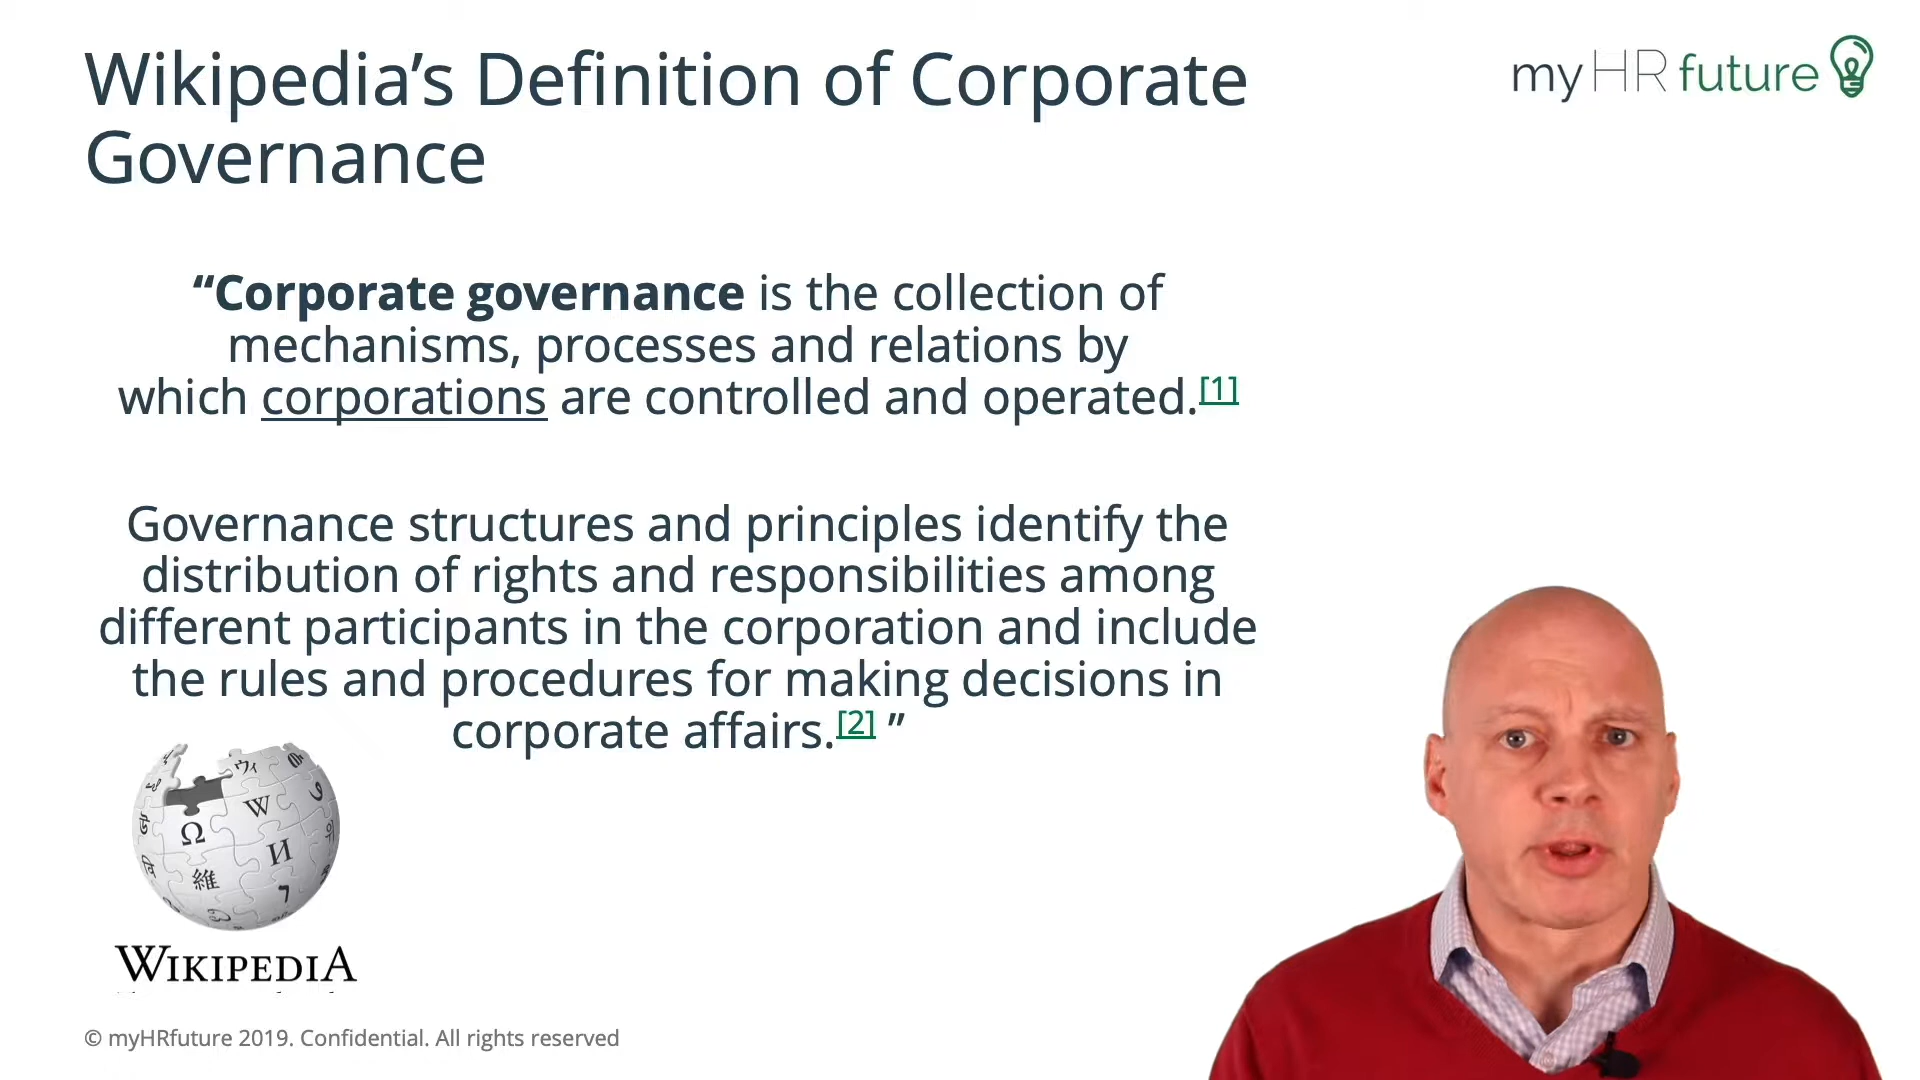 Wikipedia’s Definition of Corporate
Governance
my HR future
“Corporate governance is the collection of
mechanisms, processes and relations by
which corporations are controlled and operated.[1]
Governance structures and principles identify the
distribution of rights and responsibilities among
different participants in the corporation and include
the rules and procedures for making decisions in
corporate affairs.[2] ”
W
Ω
И
維
WIKIPEDIA
© myHRfuture 2019. Confidential. All rights reserved